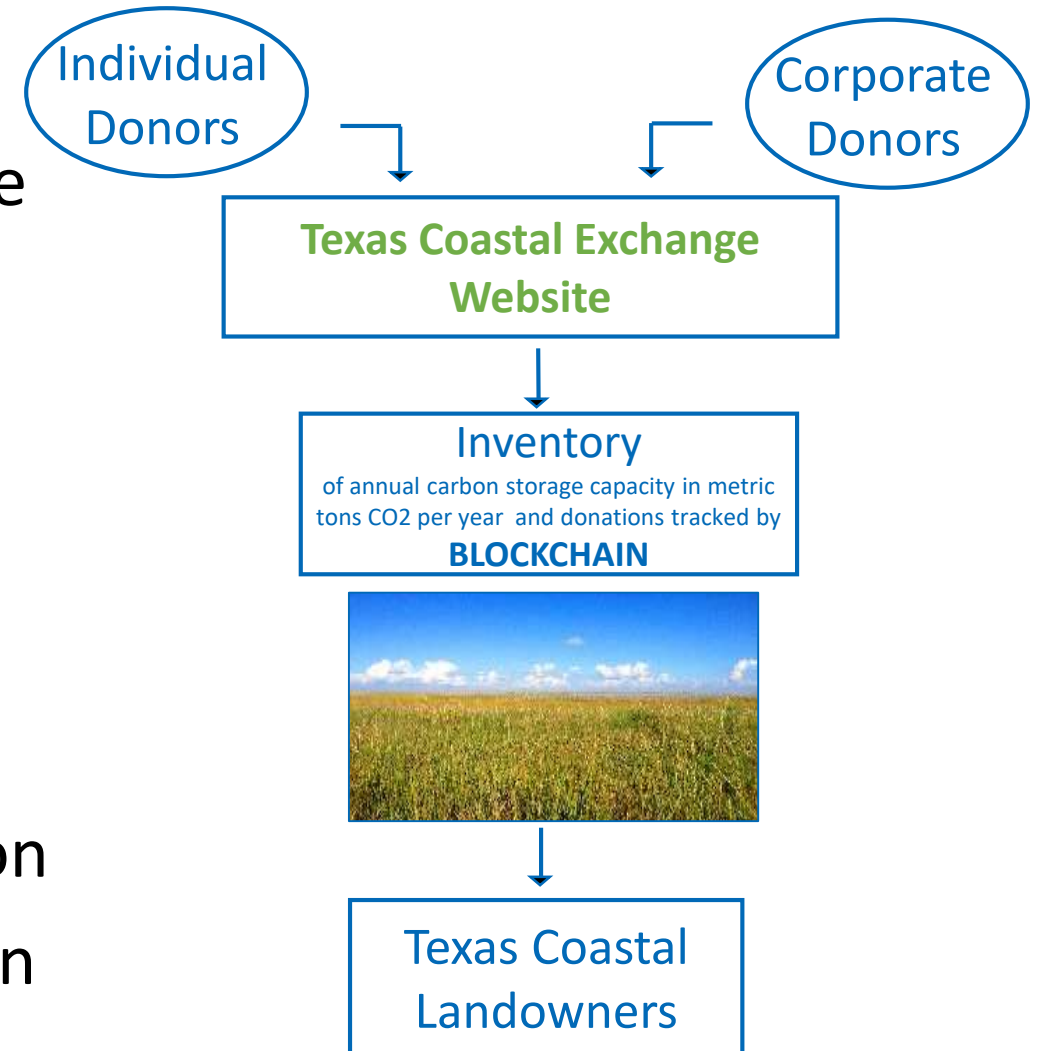 Individual
Donors
Corporate
Donors
e
Texas Coastal Exchange
Website
Inventory
of annual carbon storage capacity in metric
tons CO2 per year and donations tracked by
BLOCKCHAIN
on
n
Texas Coastal
Landowners